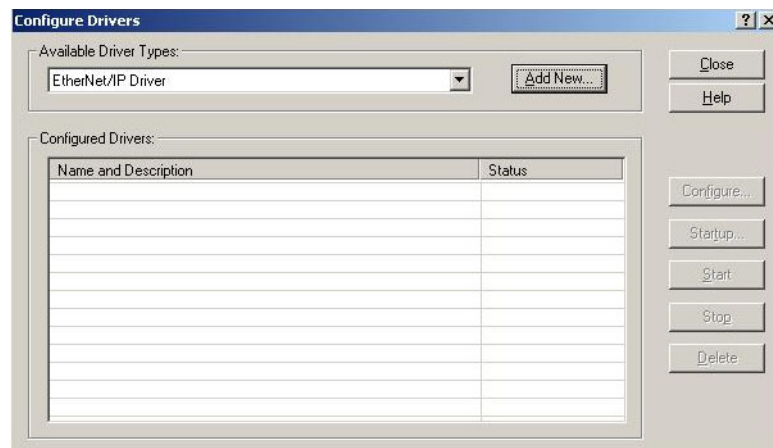 Configure Drivers
Available Driver Types:
EtherNet/IP Driver
Add New...
Close
Help
Configured Drivers:
Name and Description Status
Configure...
Startup...
Start
Stop
Delete